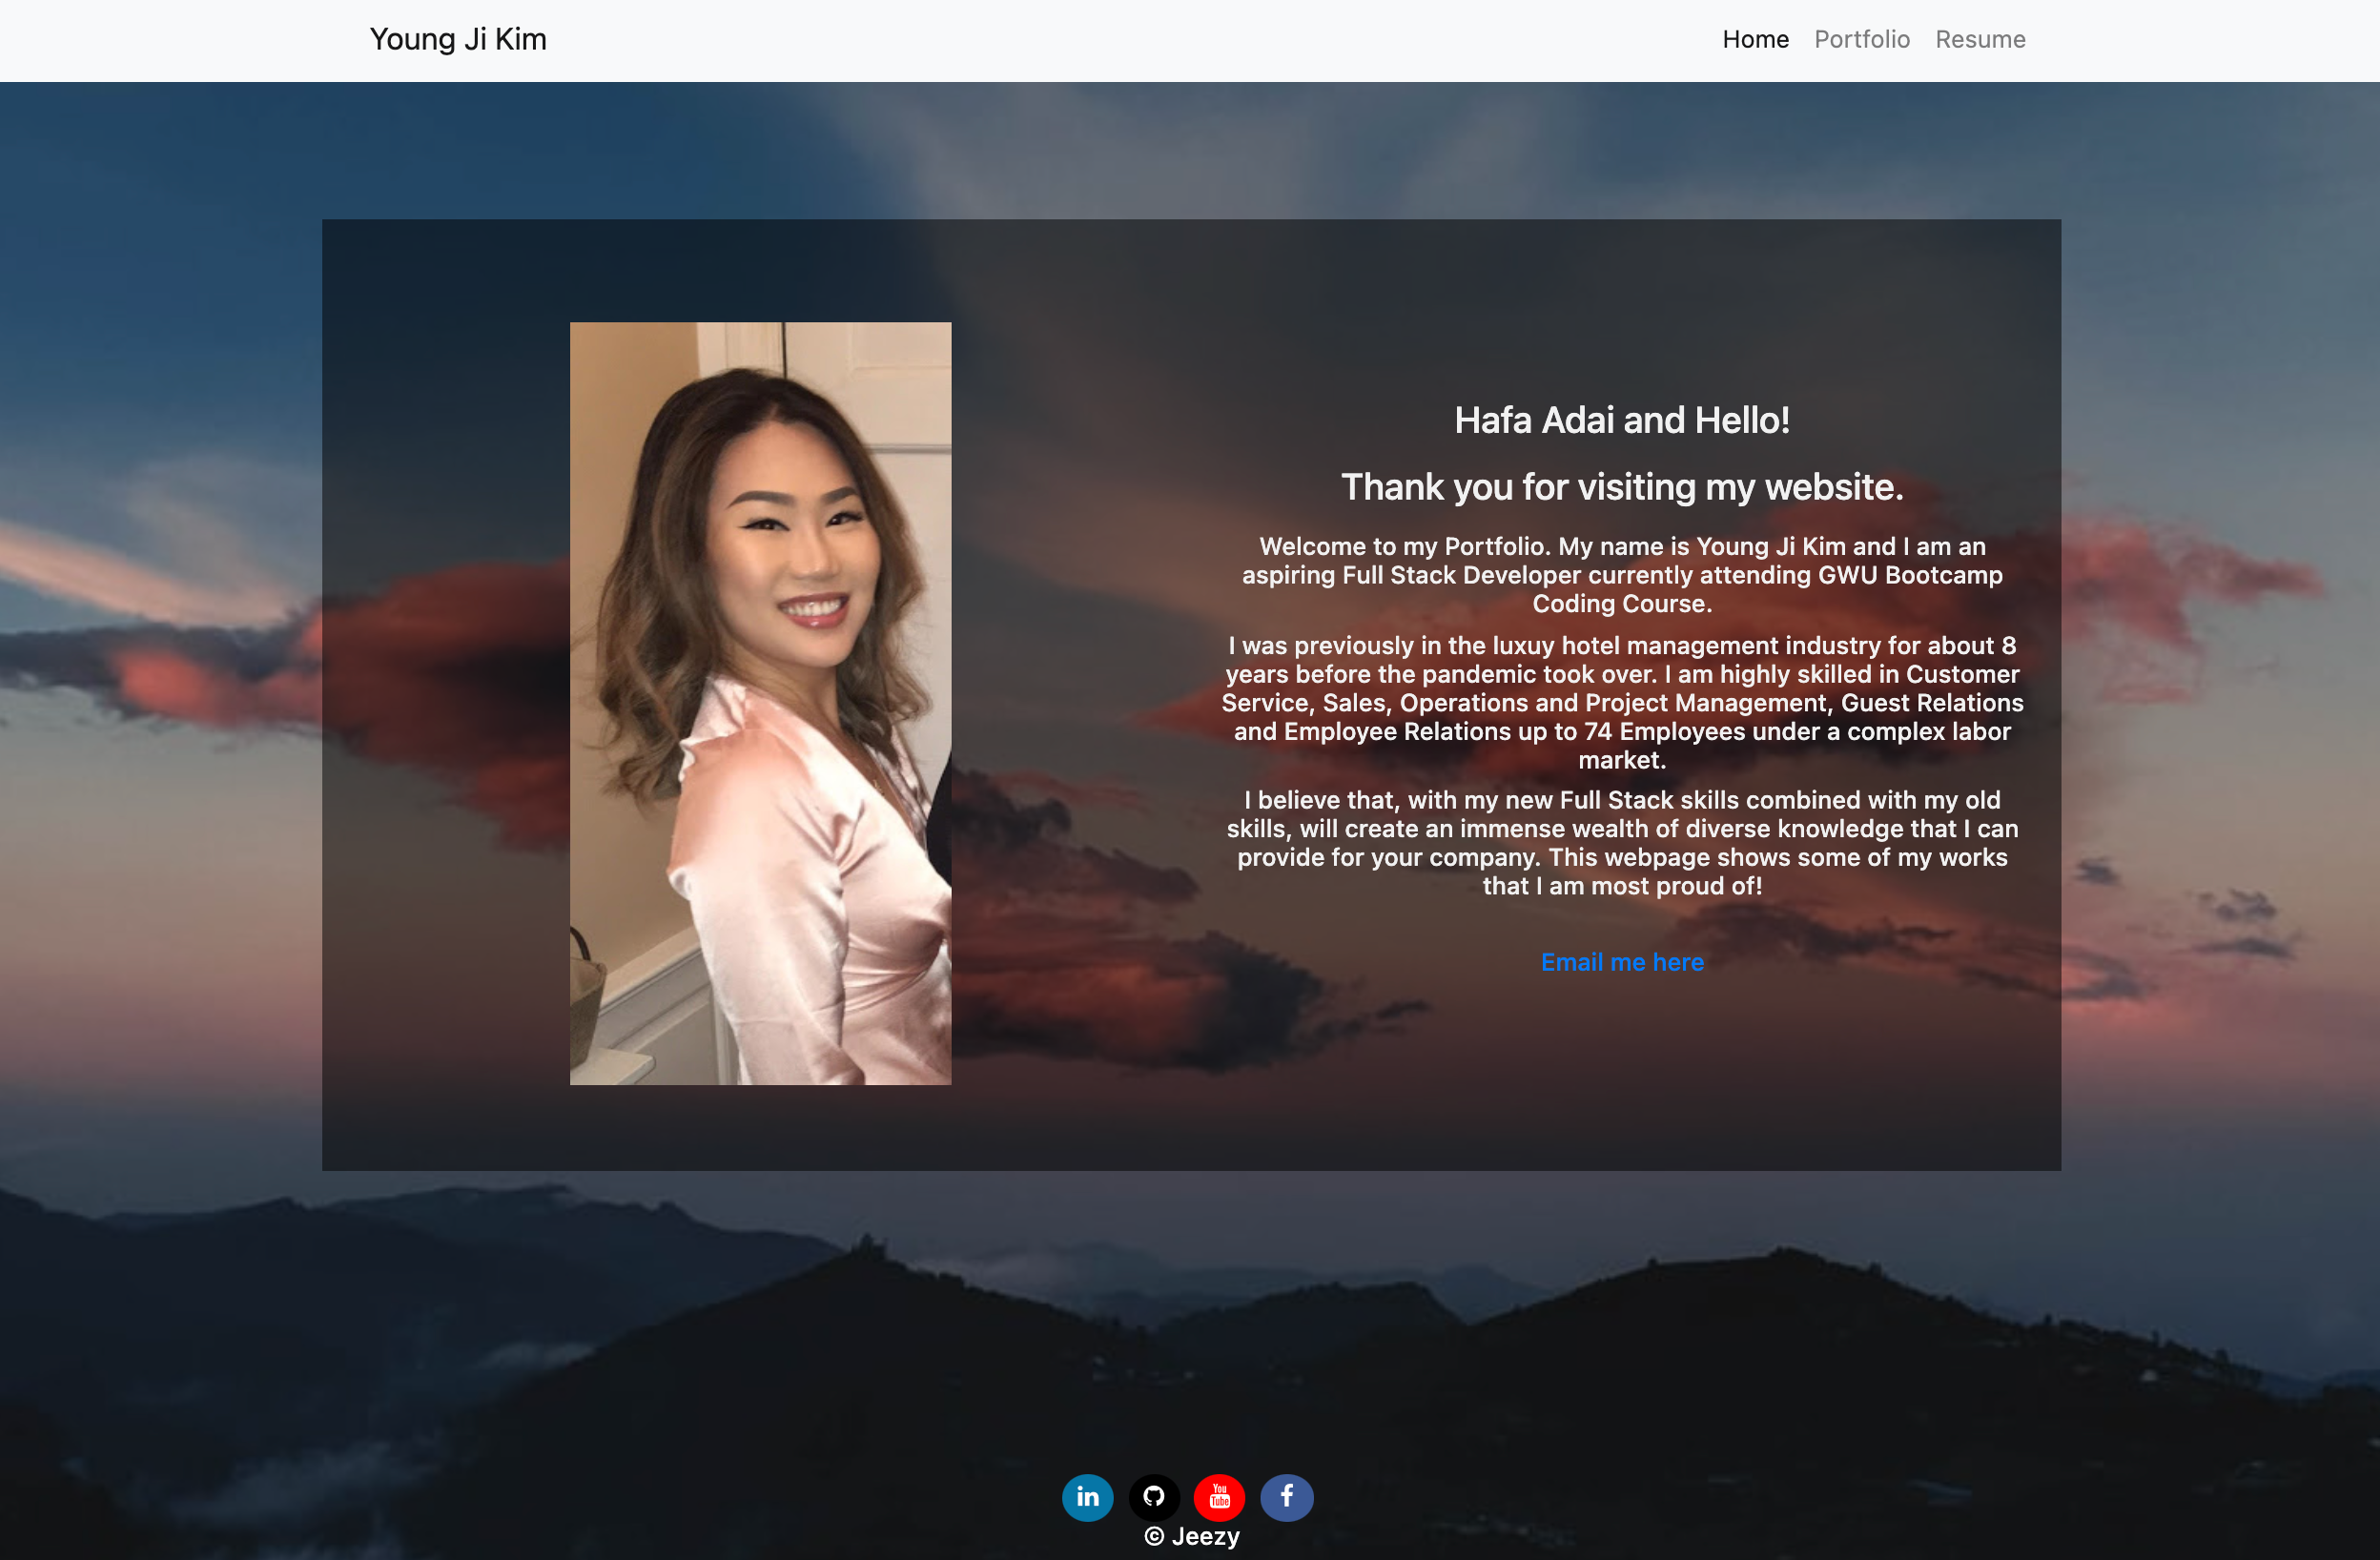 Young Ji Kim
Home Portfolio Resume
Hafa Adai and Hello!
Thank you for visiting my website.
Welcome to my Portfolio. My name is Young Ji Kim and I am an
aspiring Full Stack Developer currently attending GWU Bootcamp
Coding Course.
I was previously in the luxuy hotel management industry for about 8
years before the pandemic took over. I am highly skilled in Customer
Service, Sales, Operations and Project Management, Guest Relations
and Employee Relations up to 74 Employees under a complex labor
market.
I believe that, with my new Full Stack skills combined with my old
skills, will create an immense wealth of diverse knowledge that I can
provide for your company. This webpage shows some of my works
that I am most proud of!
Email me here
in You Tube f
© Jeezy